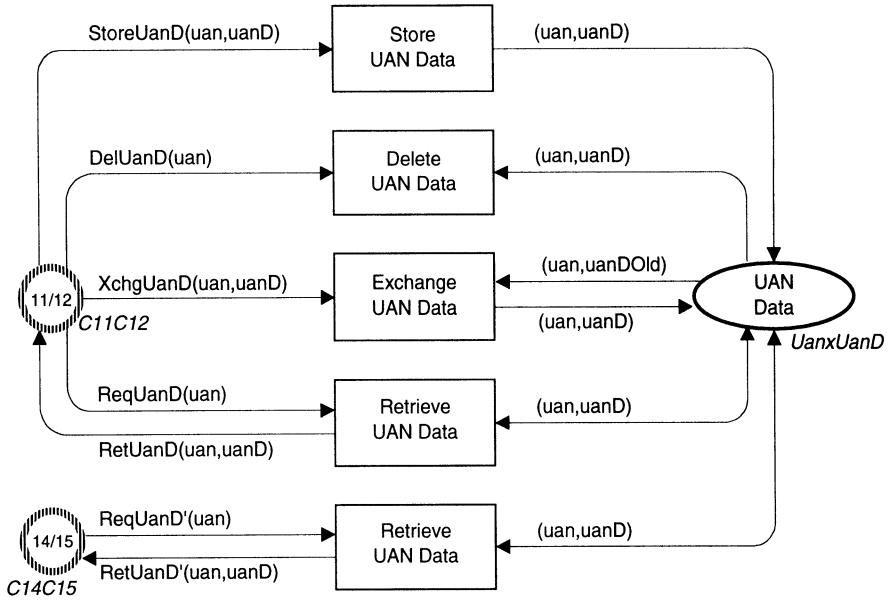 StoreUanD(uan,uanD)
Store
UAN Data
(uan,uanD)
DelUanD(uan)
Delete
UAN Data
(uan,uanD)
11/12
C11C12
XchgUanD(uan,uanD)
Exchange
UAN Data
(uan,uanDOld)
(uan,uanD)
UAN
Data
UanxUanD
ReqUanD(uan)
RetUanD(uan,uanD)
Retrieve
UAN Data
(uan,uanD)
14/15
C14C15
ReqUanD'(uan)
RetUanD'(uan,uanD)
Retrieve
UAN Data
(uan,uanD)